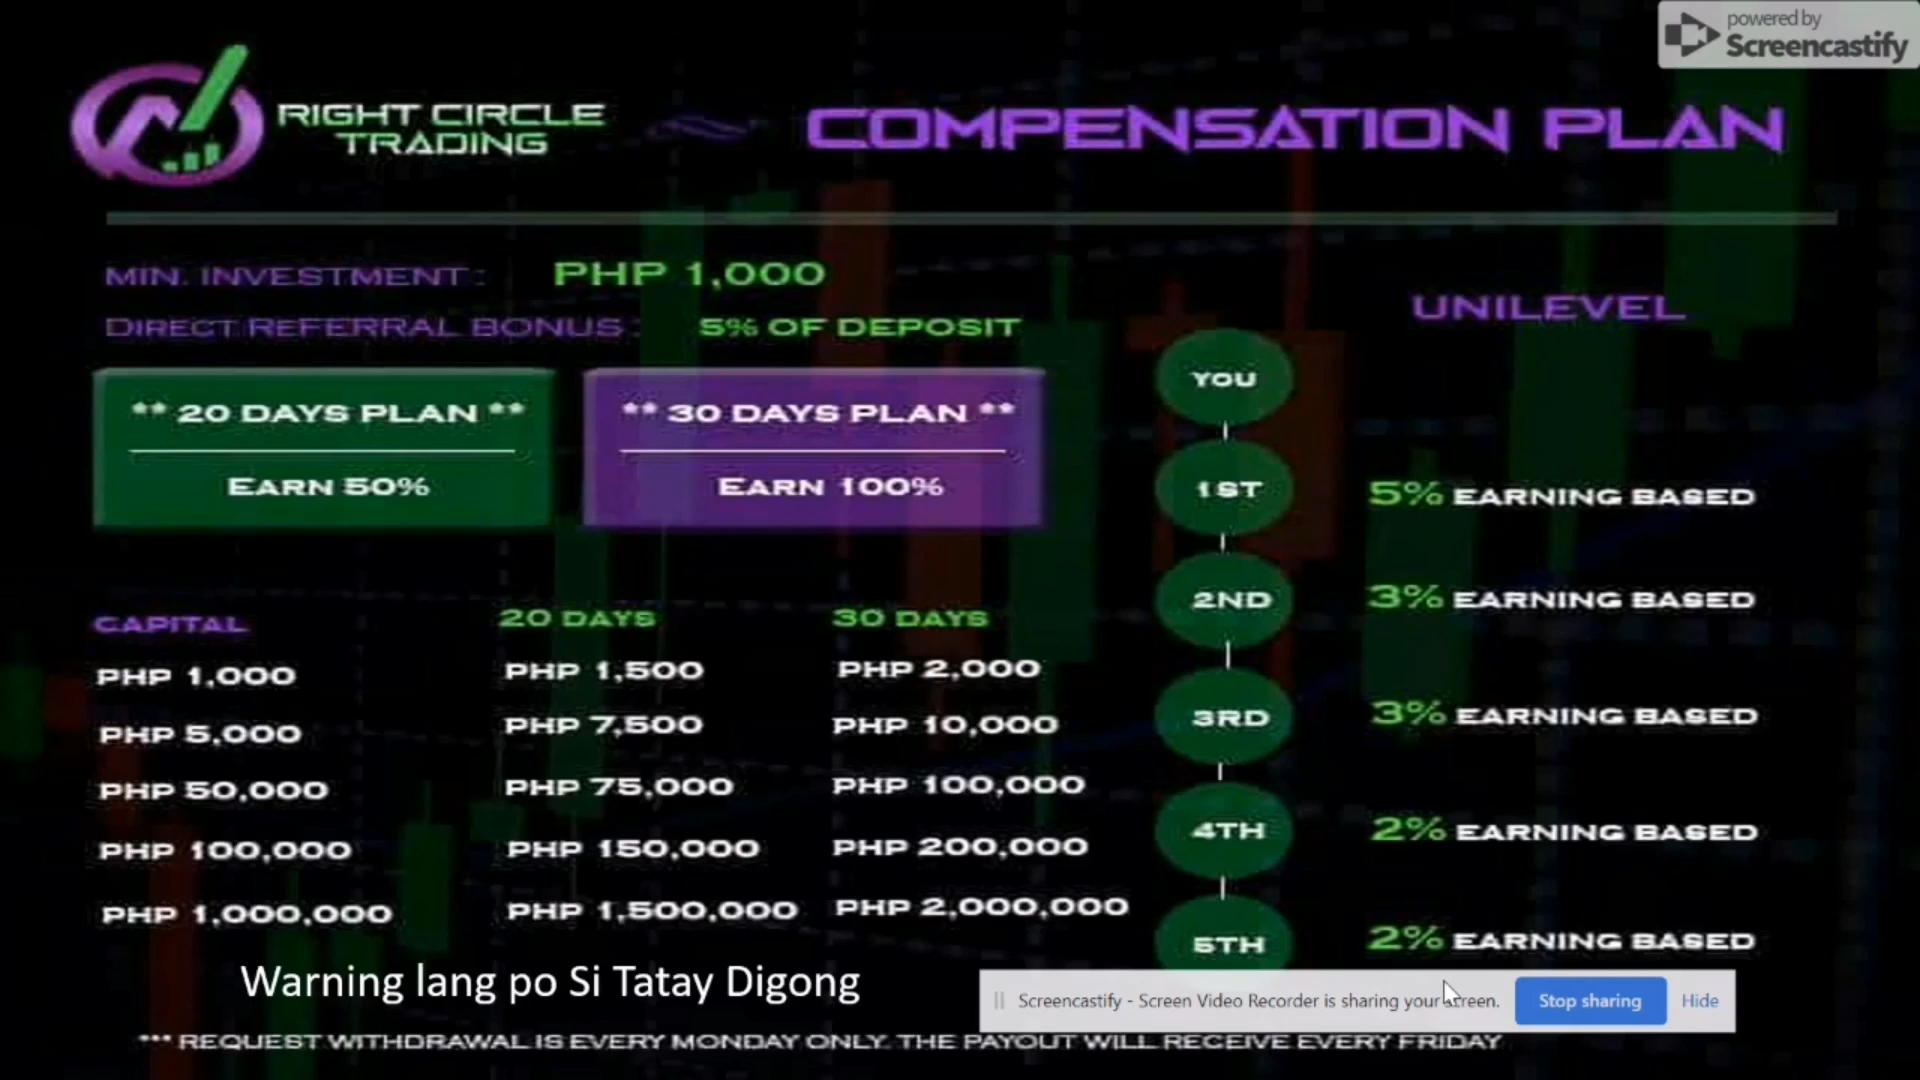 powered by
Screencastify
RIGHT CIRCLE
TRADING
COMPENSATION PLAN
MIN. INVESTMENT : PHP 1,000
DIRECT REFERRAL BONUS : 5% OF DEPOSIT
UNILEVEL
** 20 DAYS PLAN **
EARN 50%
** 30 DAYS PLAN **
EARN 100%
CAPITAL 20 DAYS 30 DAYS
PHP 1,000 PHP 1,500 PHP 2,000
PHP 5,000 PHP 7,500 PHP 10,000
PHP 50,000 PHP 75,000 PHP 100,000
PHP 100,000 PHP 150,000 PHP 200,000
PHP 1,000,000 PHP 1,500,000 PHP 2,000,000
YOU
1ST 5% EARNING BASED
2ND 3% EARNING BASED
3RD 3% EARNING BASED
4TH 2% EARNING BASED
5TH 2% EARNING BASED
Warning lang po Si Tatay Digong
Screencastify - Screen Video Recorder is sharing your screen. Stop sharing Hide
*** REQUEST WITHDRAWAL IS EVERY MONDAY ONLY. THE PAYOUT WILL RECEIVE EVERY FRIDAY